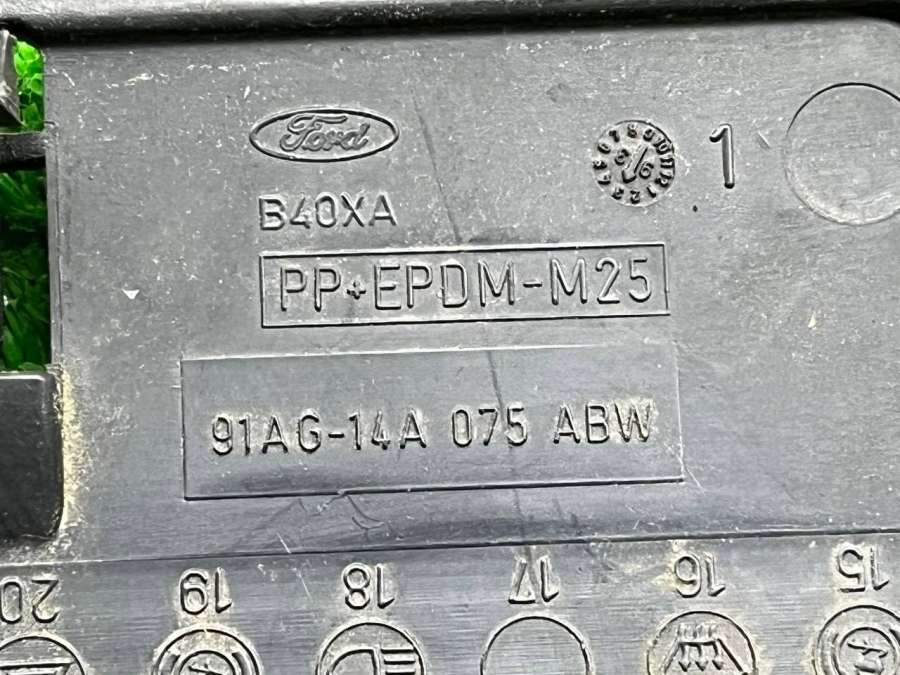 Ford
1
B40XA
PP+EPDM-M25
91AG-14A 075 ABW
20 19 18 17 16 15